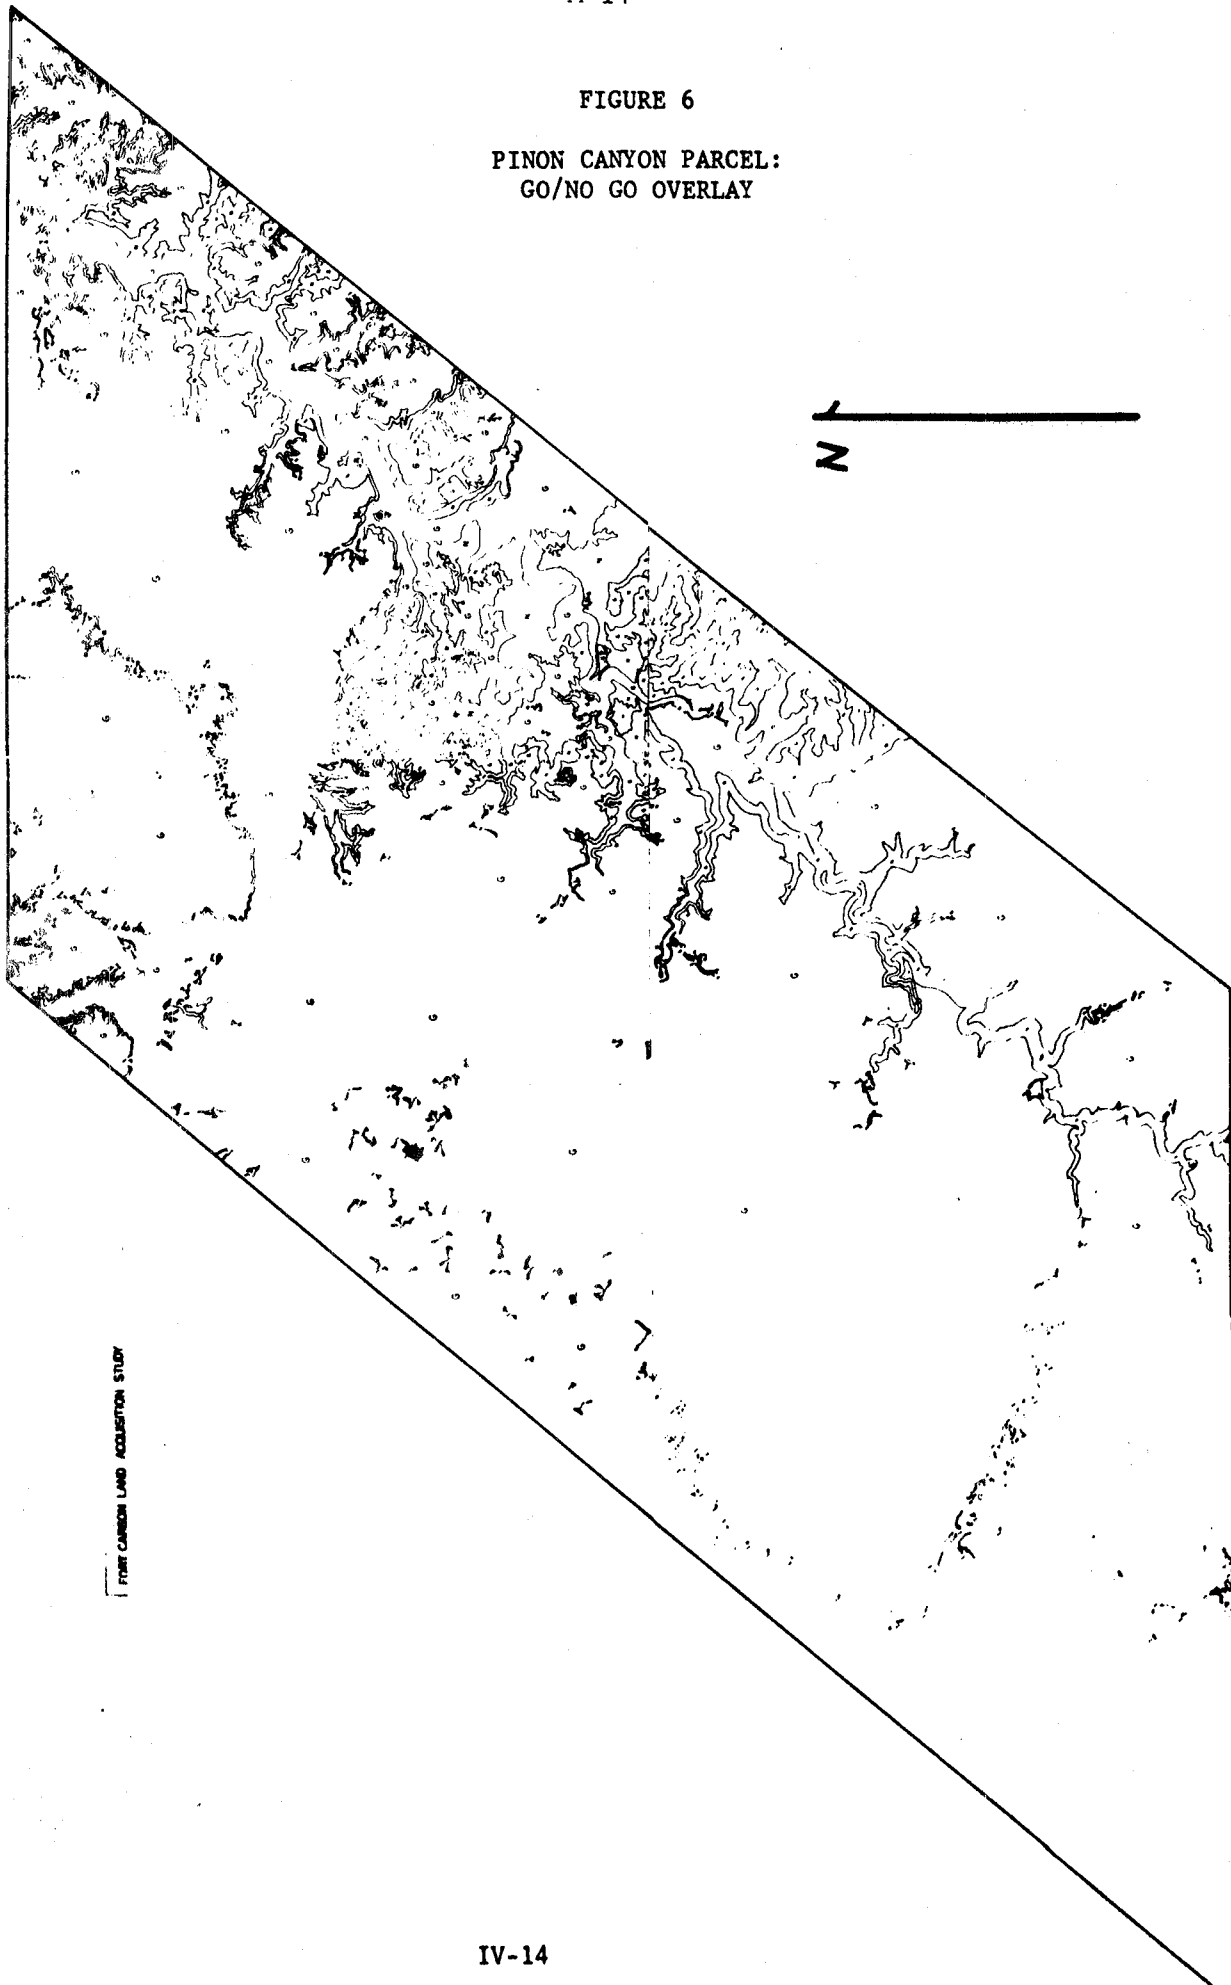 FIGURE 6
PINON CANYON PARCEL:
GO/NO GO OVERLAY
N
FORT CARSON LAND ACQUISITION STUDY
IV-14